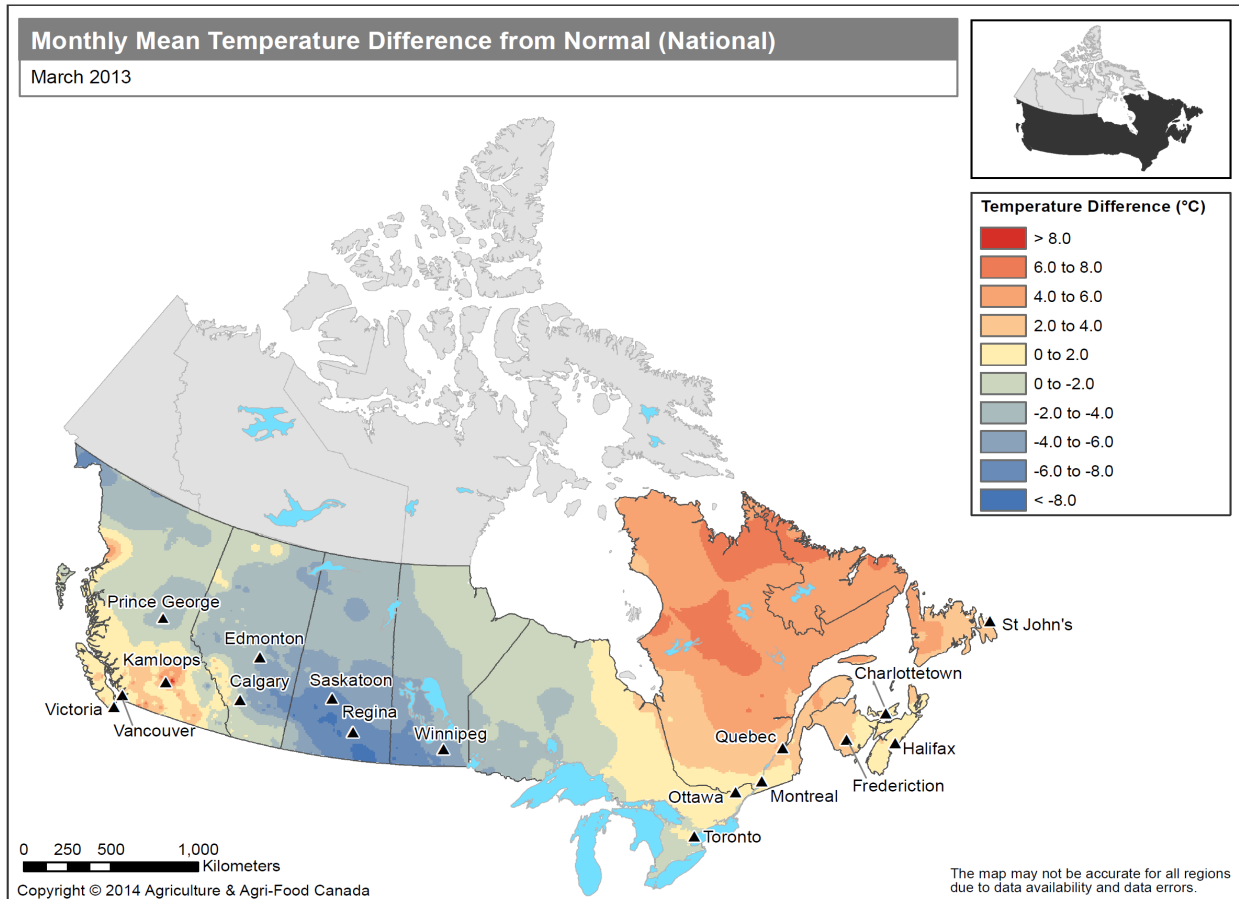 Monthly Mean Temperature Difference from Normal (National)
March 2013
Temperature Difference (°C)
> 8.0
6.0 to 8.0
4.0 to 6.0
2.0 to 4.0
0 to 2.0
0 to -2.0
-2.0 to -4.0
-4.0 to -6.0
-6.0 to -8.0
< -8.0
Prince George
Edmonton
Kamloops
Calgary
Saskatoon
Victoria
Regina
Vancouver
Winnipeg
St John's
Charlottetown
Quebec
Halifax
Frederiction
Ottawa
Montreal
Toronto
0 250 500 1,000
Kilometers
Copyright © 2014 Agriculture & Agri-Food Canada
The map may not be accurate for all regions
due to data availability and data errors.